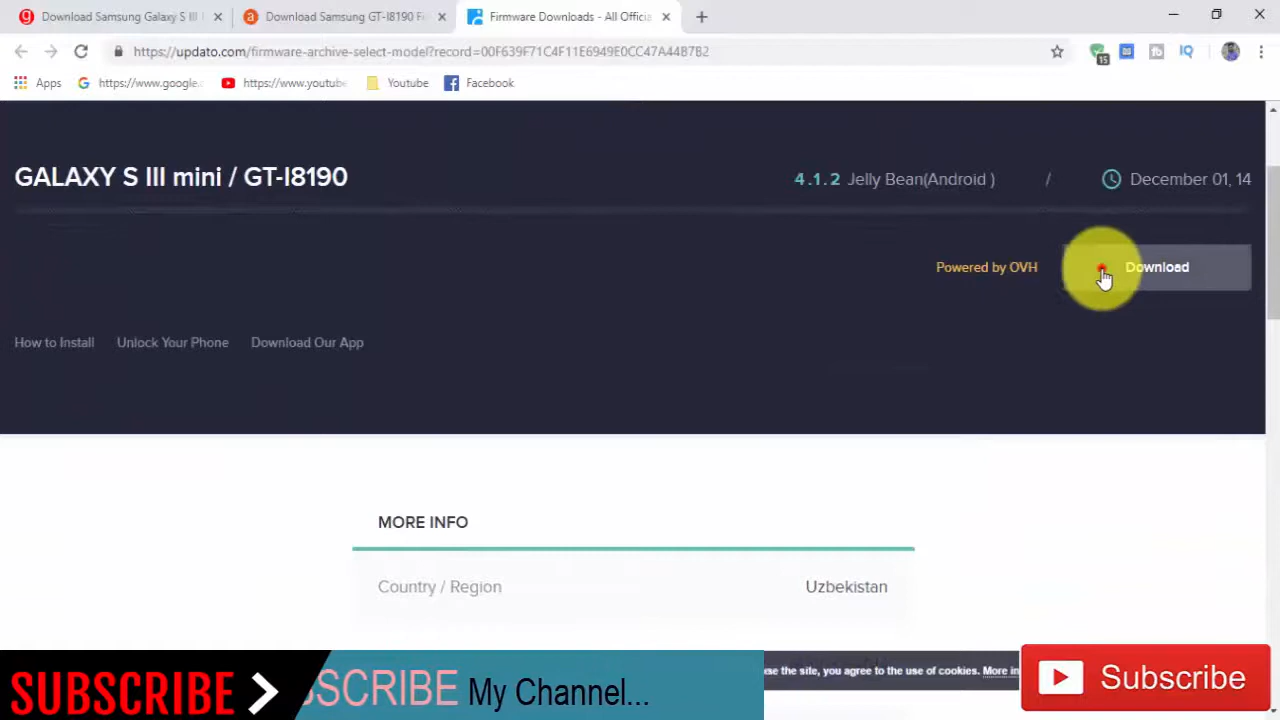 Download Samsung Galaxy S III
Download Samsung GT-I8190 Fi
Firmware Downloads - All Officia
https://updato.com/firmware-archive-select-model?record=00F639F71C4F11E6949E0CC47A44B7B2
15
IQ
Apps
https://www.google.
https://www.youtube
Youtube
Facebook
GALAXY S III mini / GT-I8190
4.1.2 Jelly Bean(Android )
/
December 01, 14
Powered by OVH
Download
How to Install
Unlock Your Phone
Download Our App
MORE INFO
Country / Region
Uzbekistan
se the site, you agree to the use of cookies. More in
SUBSCRIBE
SCRIBE My Channel...
Subscribe